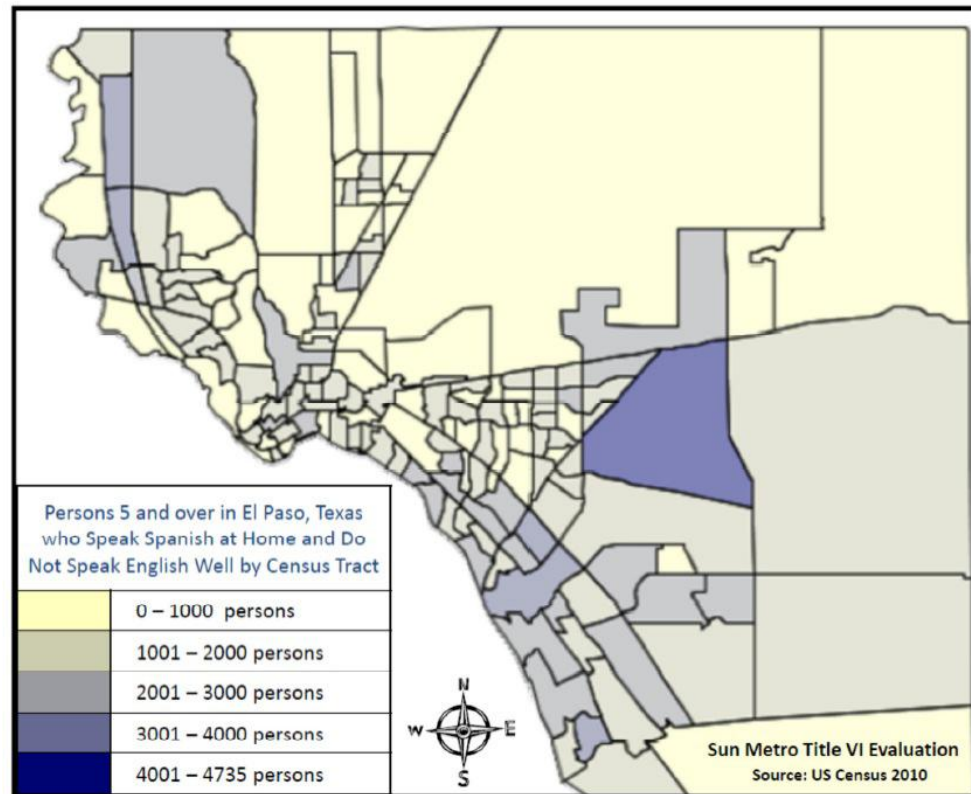 Persons 5 and over in El Paso, Texas
who Speak Spanish at Home and Do
Not Speak English Well by Census Tract
0 – 1000 persons
1001 – 2000 persons
2001 – 3000 persons
3001 – 4000 persons
4001 – 4735 persons
N
W E
S
Sun Metro Title VI Evaluation
Source: US Census 2010